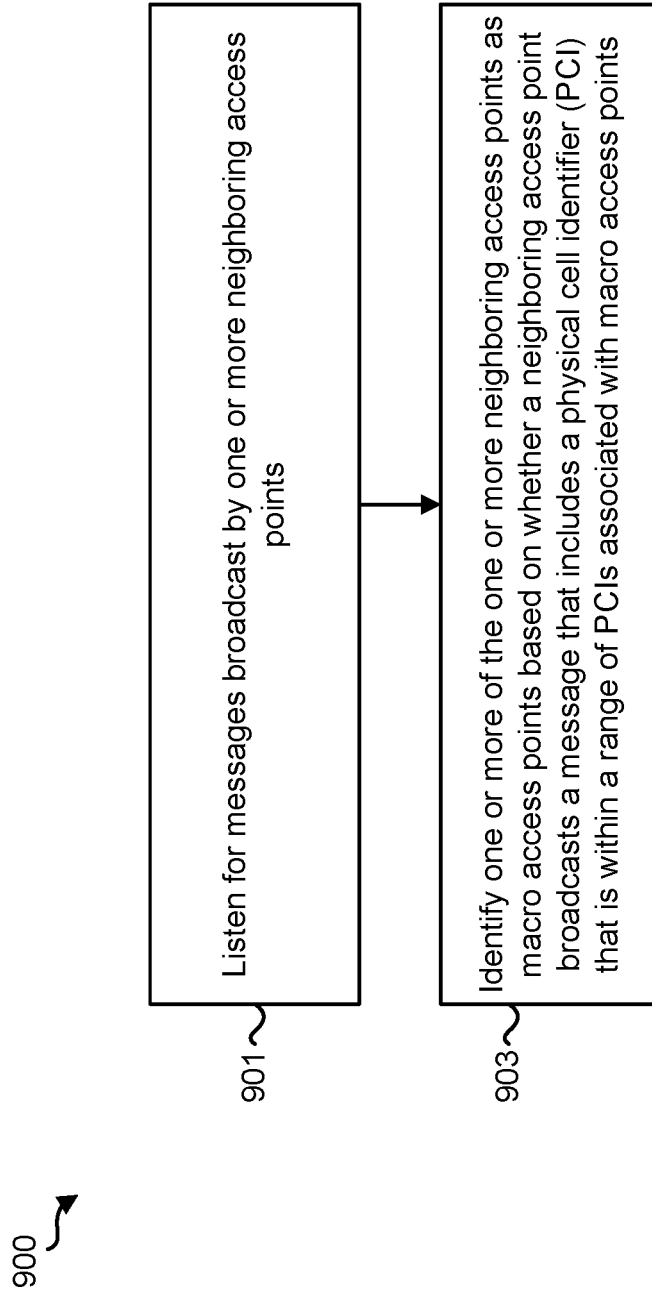 900
901
Listen for messages broadcast by one or more neighboring access
points
903
Identify one or more of the one or more neighboring access points as
macro access points based on whether a neighboring access point
broadcasts a message that includes a physical cell identifier (PCI)
that is within a range of PCIs associated with macro access points